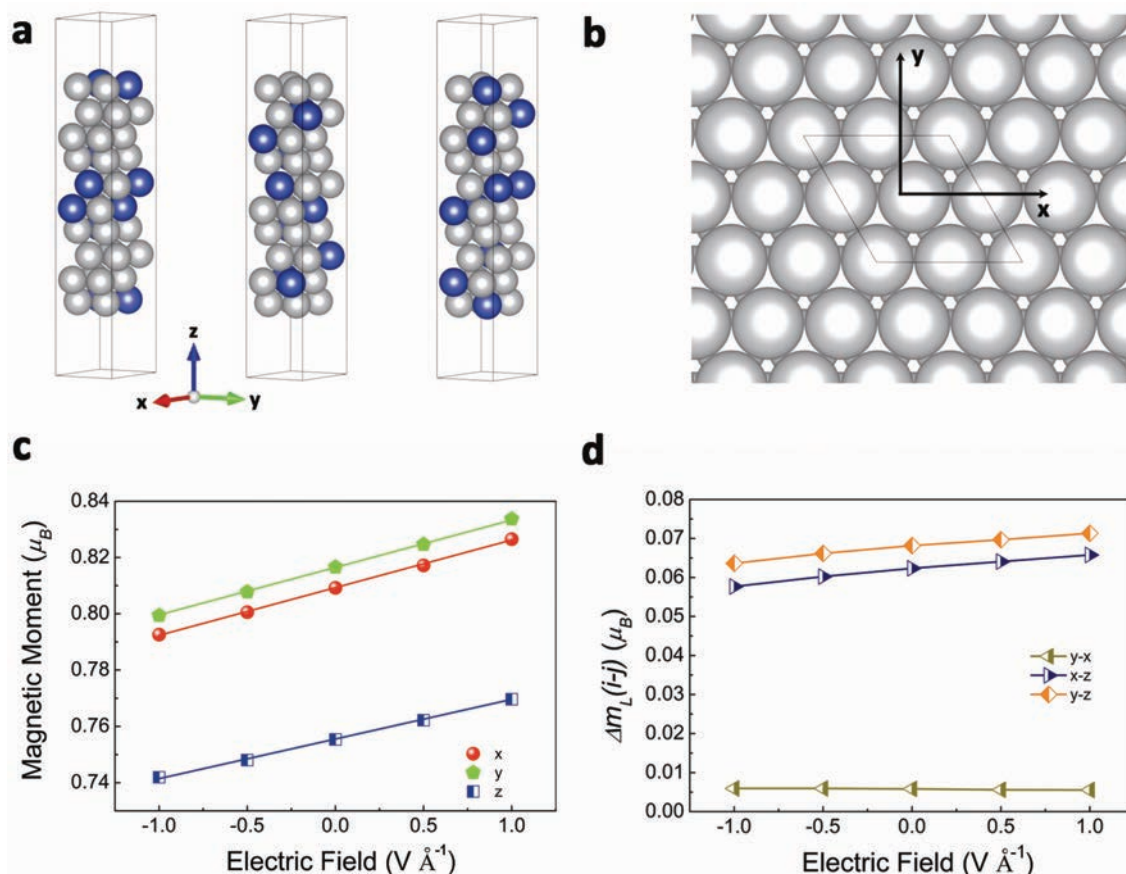 a
b
z
x
y
y
x
c
d
Magnetic Moment (μB)
0.84
0.82
0.80
0.78
0.76
0.74
-1.0 -0.5 0.0 0.5 1.0
Electric Field (V Å-1)
x
y
z
ΔmL(i-j) (μB)
0.08
0.07
0.06
0.05
0.04
0.03
0.02
0.01
0.00
-1.0 -0.5 0.0 0.5 1.0
Electric Field (V Å-1)
y-x
x-z
y-z